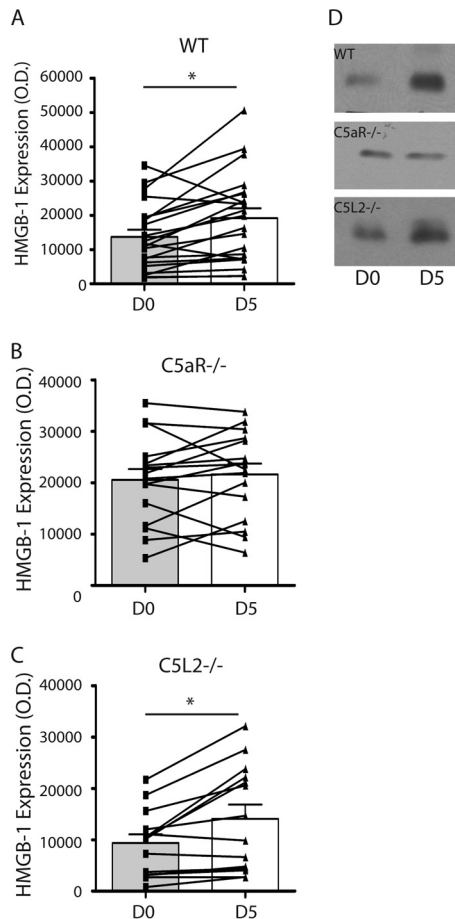 A
WT
*
HMGB-1 Expression (O.D.)
60000
50000
40000
30000
20000
10000
0
D0
D5
B
C5aR-/-
HMGB-1 Expression (O.D.)
40000
30000
20000
10000
0
D0
D5
C
C5L2-/-
*
HMGB-1 Expression (O.D.)
40000
30000
20000
10000
0
D0
D5
D
WT
C5aR-/-
C5L2-/-
D0 D5